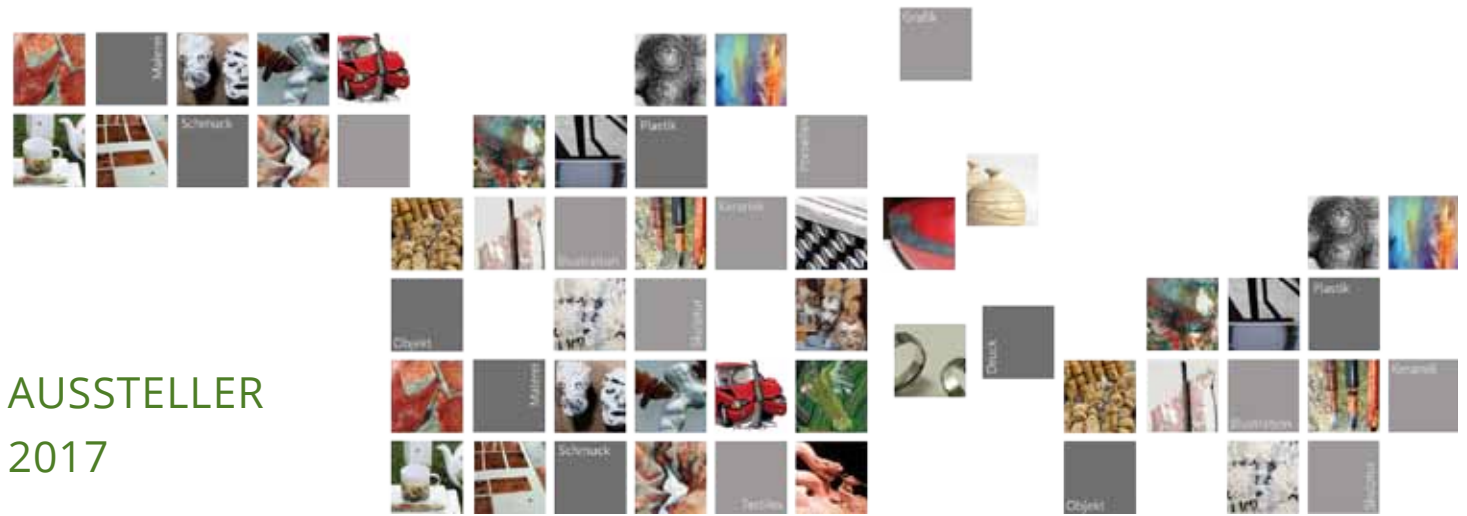 Grafik
Malerei
Schmuck
Plastik
Porzellan
Illustration
Keramik
Objekt
Skulptur
Plastik
Druck
Malerei
Illustration
Keramik
Schmuck
Textiles
Objekt
Skulptur
AUSSTELLER
2017